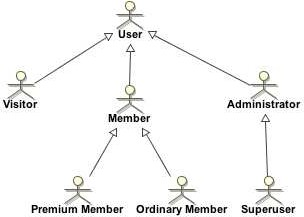 User
Visitor
Member
Administrator
Premium Member
Ordinary Member
Superuser